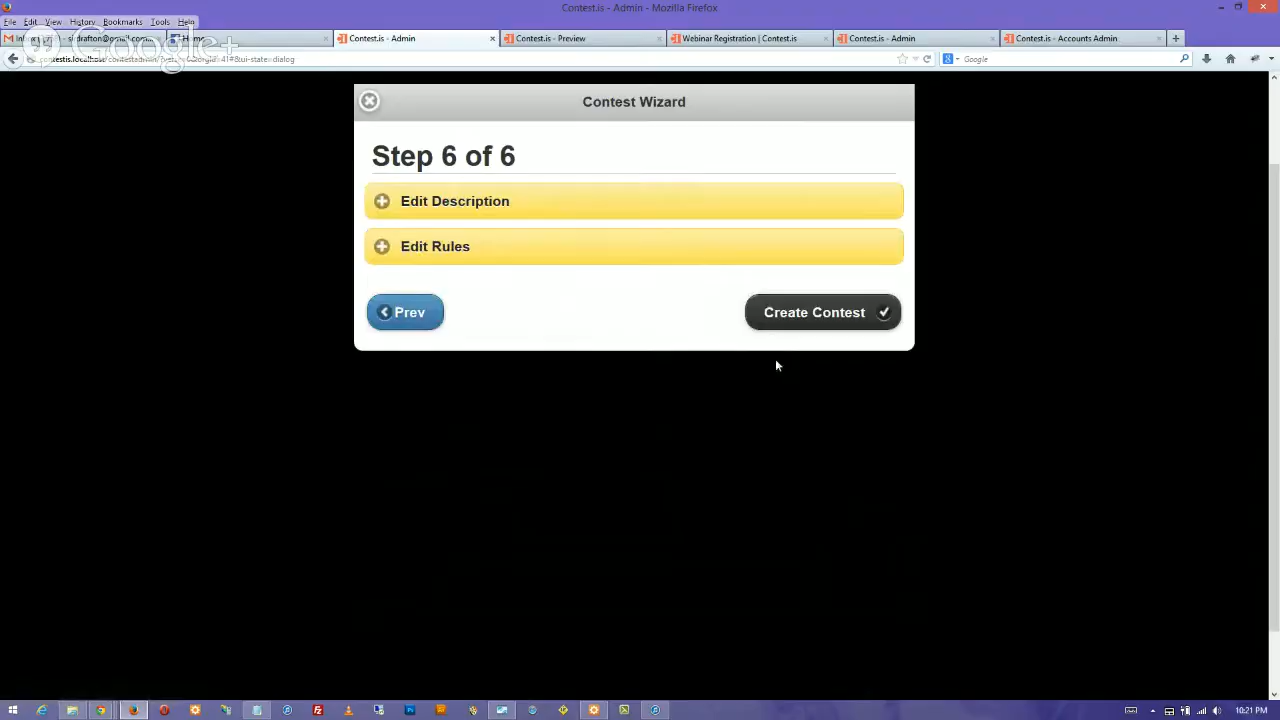 Contest.is - Admin - Mozilla Firefox
File Edit View History Bookmarks Tools Help
Google+
Contest.is - Admin
Contest.is - Preview
Webinar Registration | Contest.is
Contest.is - Admin
Contest.is - Accounts Admin
Google
Contest Wizard
Step 6 of 6
Edit Description
Edit Rules
Prev
Create Contest
10:21 PM